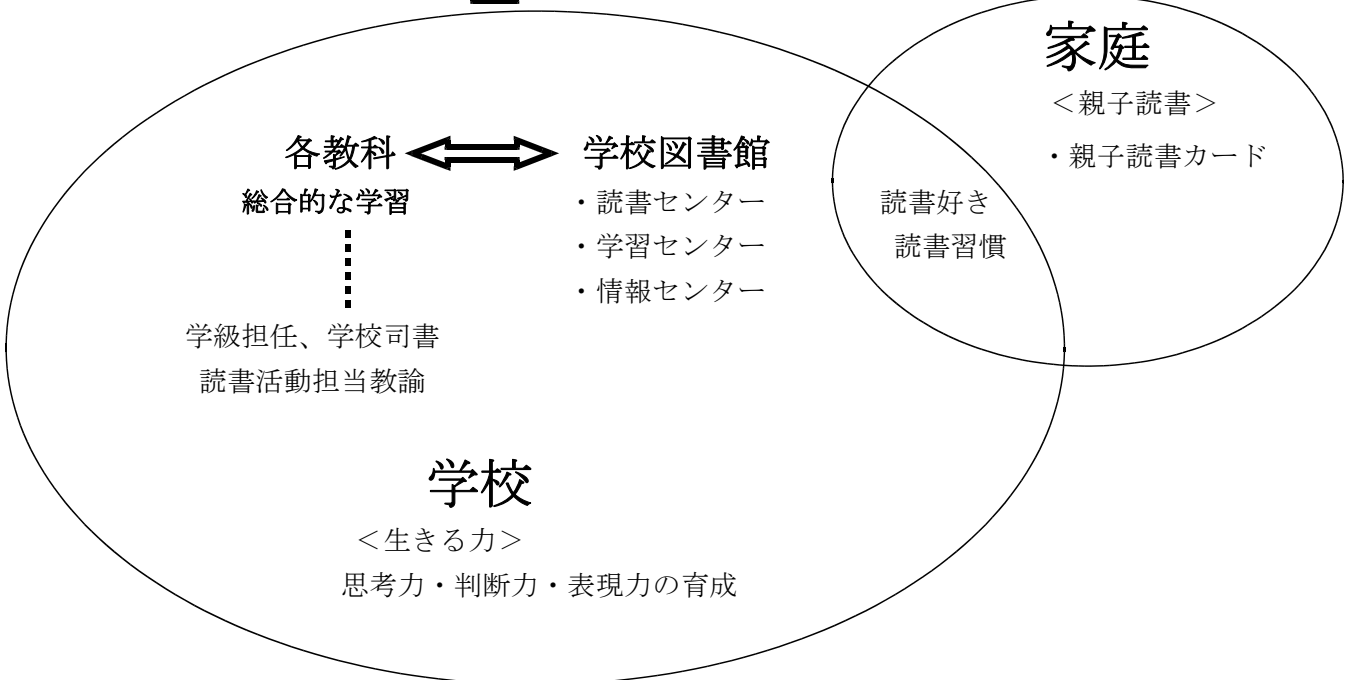 家庭
＜親子読書＞
・親子読書カード
各教科
総合的な学習
学級担任、学校司書
読書活動担当教諭
学校図書館
・読書センター
・学習センター
・情報センター
読書好き
読書習慣
学校
＜生きる力＞
思考力・判断力・表現力の育成